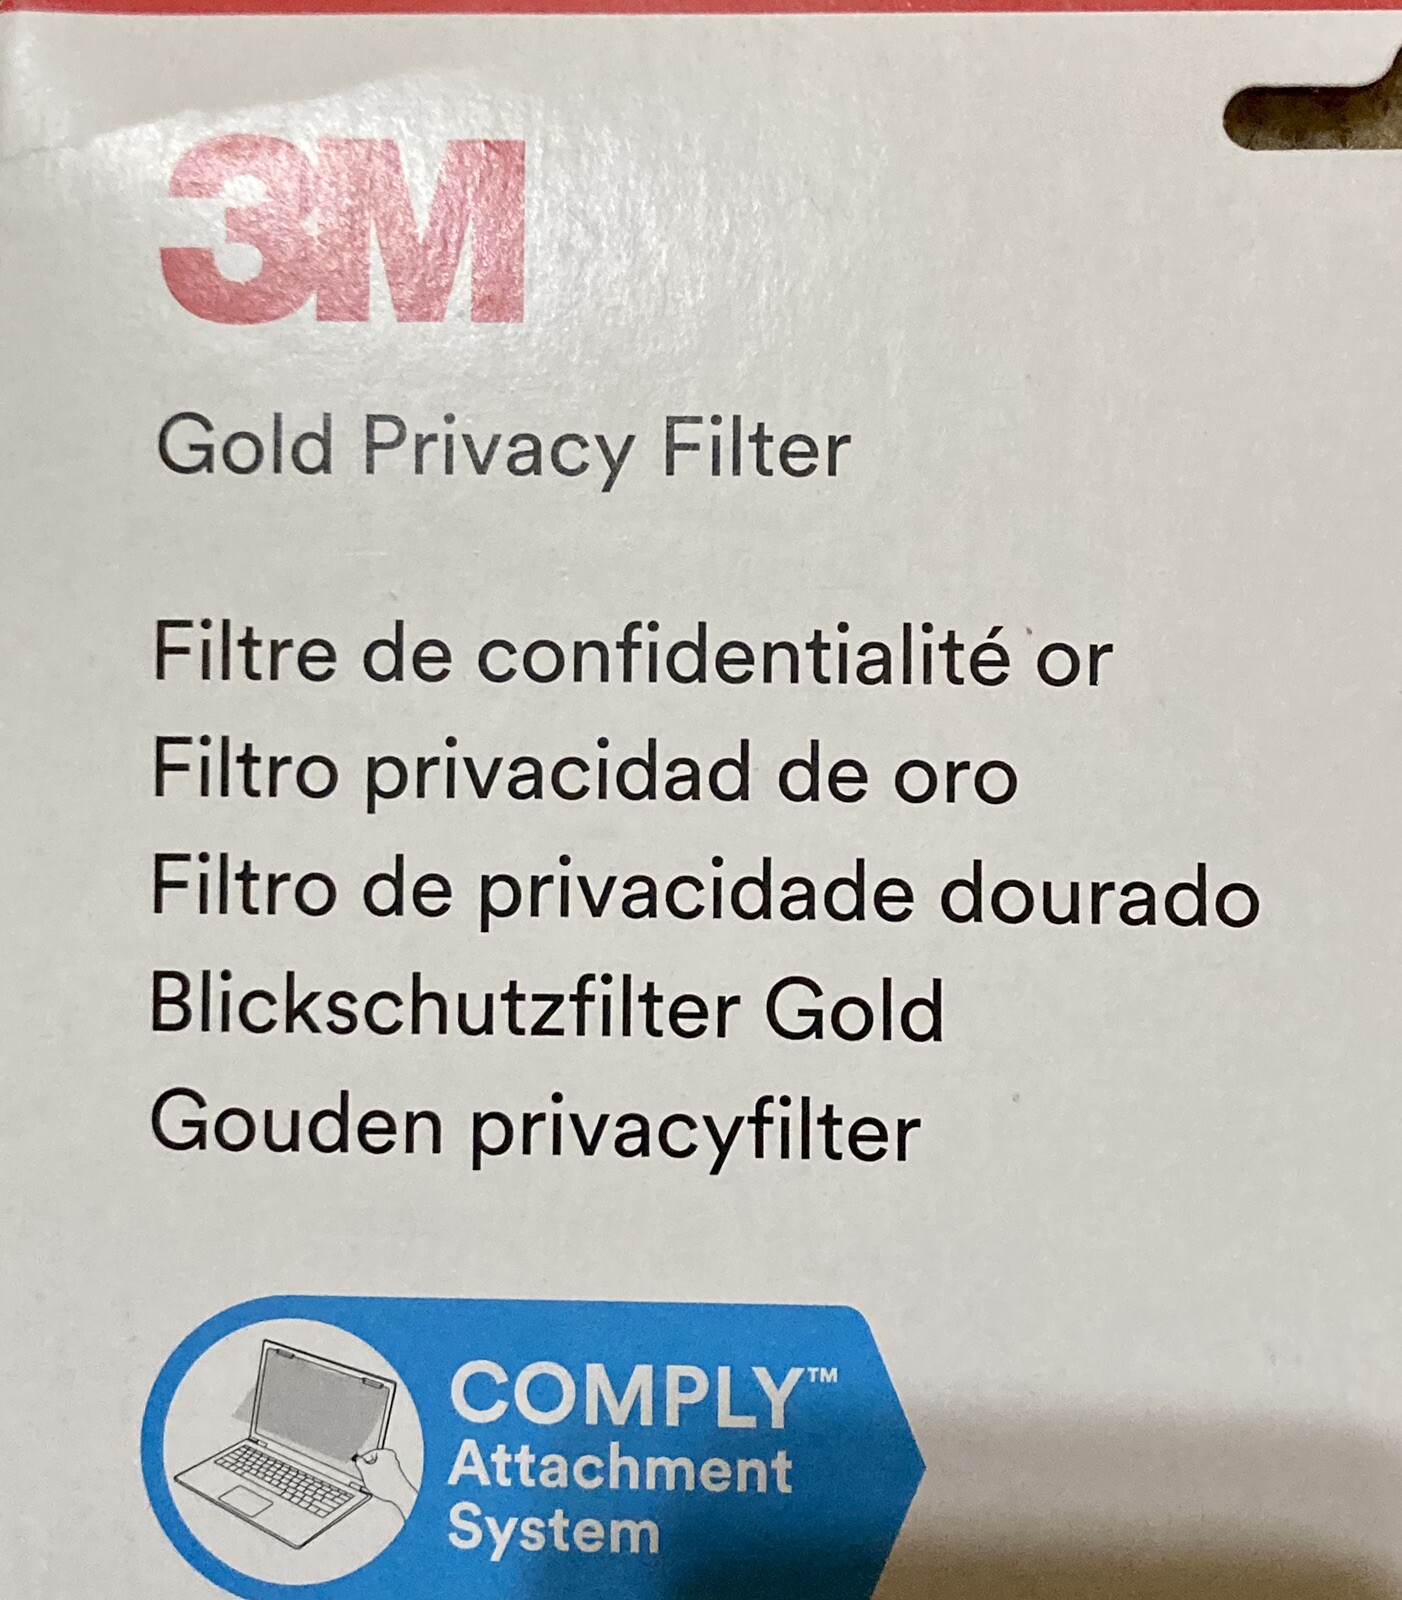 3M
Gold Privacy Filter
Filtre de confidentialité or
Filtro privacidad de oro
Filtro de privacidade dourado
Blickschutzfilter Gold
Gouden privacyfilter
COMPLY™
Attachment
System